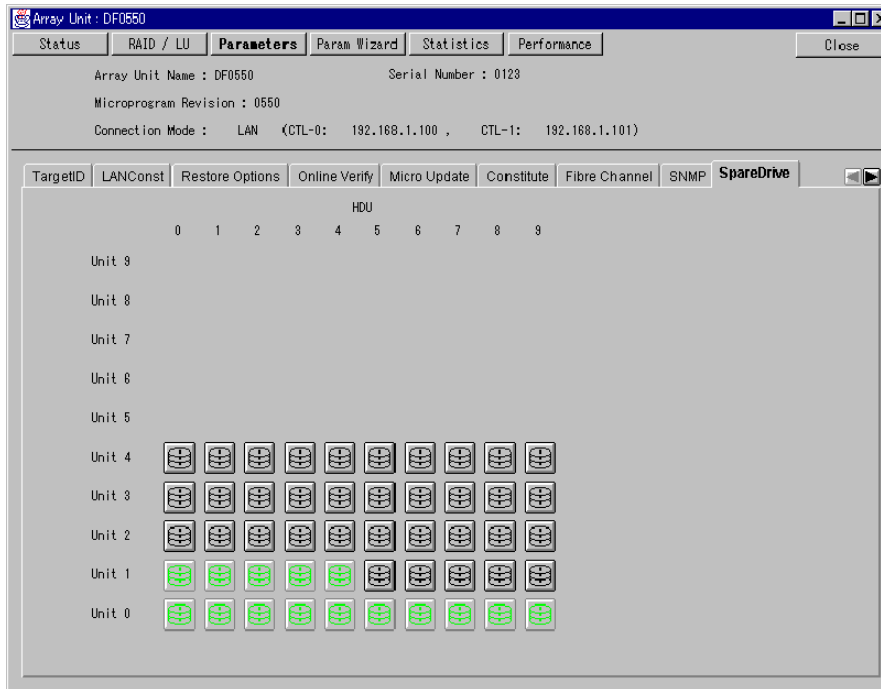 Array Unit : DF0550
Status RAID / LU Parameters Param Wizard Statistics Performance Close
Array Unit Name : DF0550 Serial Number : 0123
Microprogram Revision : 0550
Connection Mode : LAN (CTL-0: 192.168.1.100 , CTL-1: 192.168.1.101)
TargetID LANConst Restore Options Online Verify Micro Update Constitute Fibre Channel SNMP SpareDrive
HDU
0 1 2 3 4 5 6 7 8 9
Unit 9
Unit 8
Unit 7
Unit 6
Unit 5
Unit 4
Unit 3
Unit 2
Unit 1
Unit 0